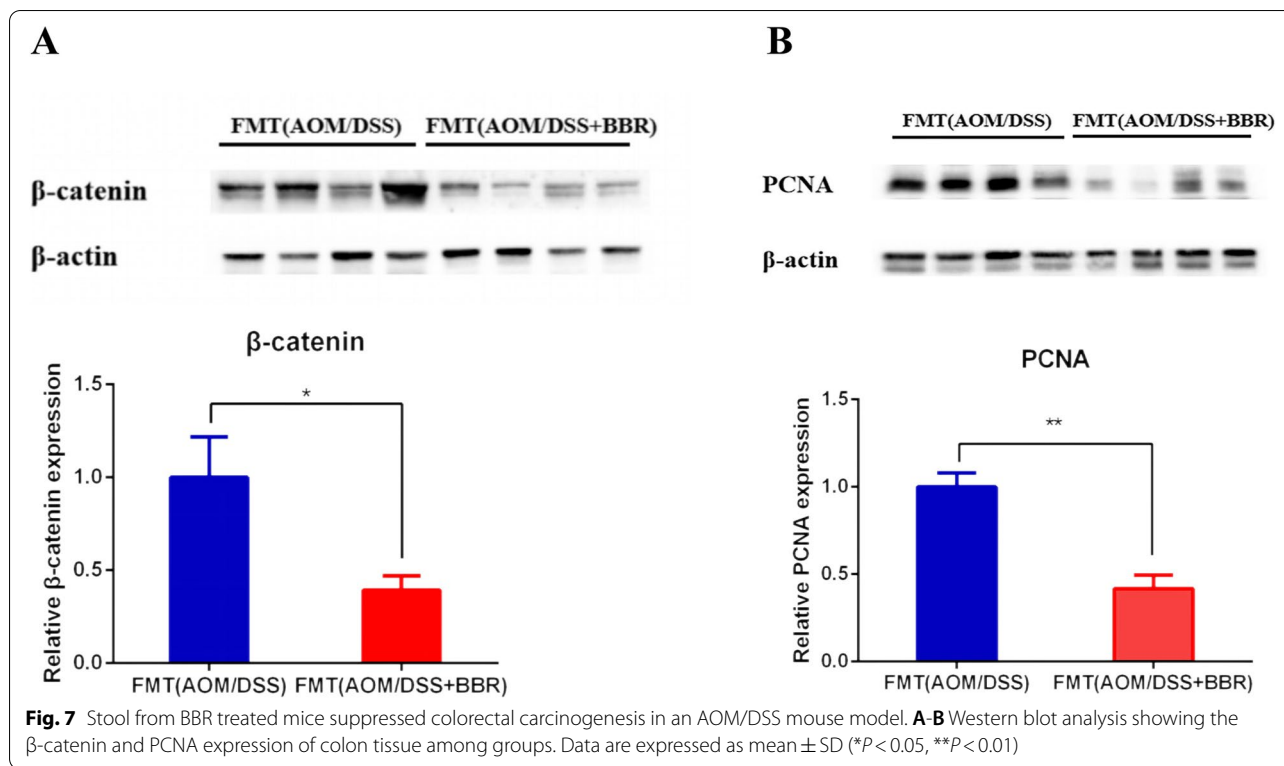 A
FMT(AOM/DSS) FMT(AOM/DSS+BBR)
β-catenin
β-actin
β-catenin
Relative β-catenin expression
1.5
1.0
0.5
0.0
*
FMT(AOM/DSS) FMT(AOM/DSS+BBR)
B
FMT(AOM/DSS) FMT(AOM/DSS+BBR)
PCNA
β-actin
PCNA
Relative PCNA expression
1.5
1.0
0.5
0.0
**
FMT(AOM/DSS) FMT(AOM/DSS+BBR)
Fig. 7 Stool from BBR treated mice suppressed colorectal carcinogenesis in an AOM/DSS mouse model. A-B Western blot analysis showing the
β-catenin and PCNA expression of colon tissue among groups. Data are expressed as mean ± SD (*P < 0.05, **P < 0.01)